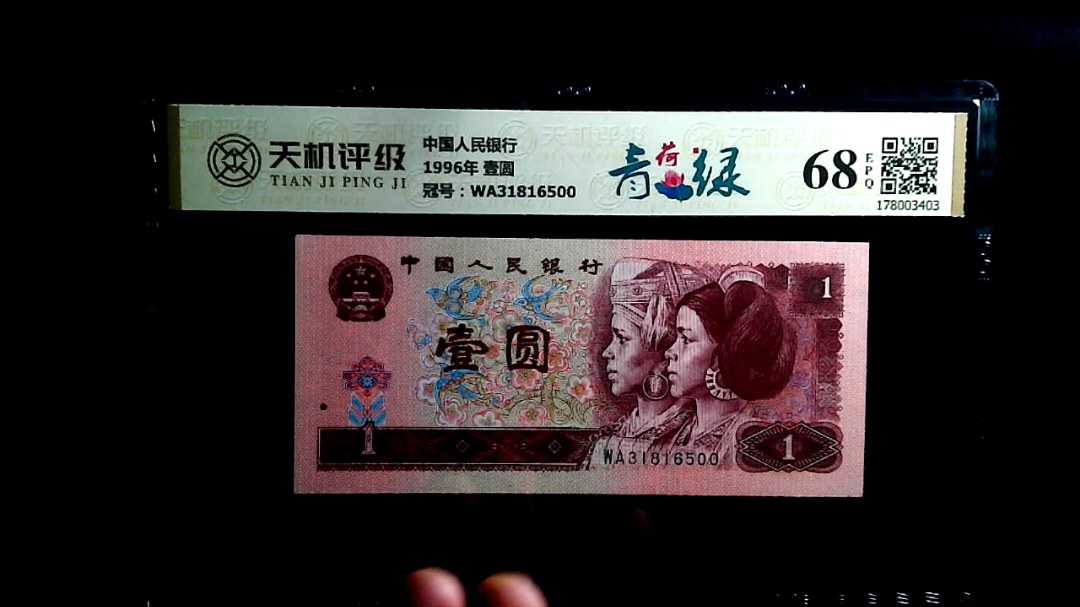 天机评级
TIAN JI PING JI
中国人民银行
1996年 壹圆
冠号：WA31816500
青荷绿
68
EPQ
178003403
中国人民银行
1
壹圆
1
WA31816500
1